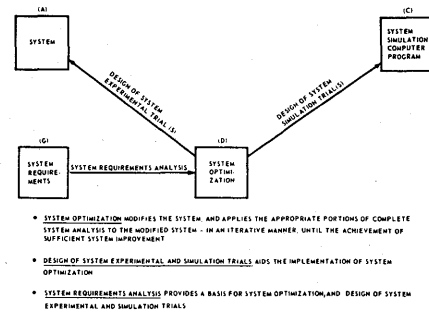 (A)
SYSTEM
(C)
SYSTEM
SIMULATION
COMPUTER
PROGRAM
DESIGN OF SYSTEM
EXPERIMENTAL TRIAL(S)
DESIGN OF SYSTEM
SIMULATION TRIAL(S)
(G)
SYSTEM
REQUIRE-
MENTS
SYSTEM REQUIREMENTS ANALYSIS
(D)
SYSTEM
OPTIMI-
ZATION
• SYSTEM OPTIMIZATION MODIFIES THE SYSTEM, AND APPLIES THE APPROPRIATE PORTIONS OF COMPLETE
SYSTEM ANALYSIS TO THE MODIFIED SYSTEM - IN AN ITERATIVE MANNER, UNTIL THE ACHIEVEMENT OF
SUFFICIENT SYSTEM IMPROVEMENT
• DESIGN OF SYSTEM EXPERIMENTAL AND SIMULATION TRIALS AIDS THE IMPLEMENTATION OF SYSTEM
OPTIMIZATION
• SYSTEM REQUIREMENTS ANALYSIS PROVIDES A BASIS FOR SYSTEM OPTIMIZATION, AND DESIGN OF SYSTEM
EXPERIMENTAL AND SIMULATION TRIALS